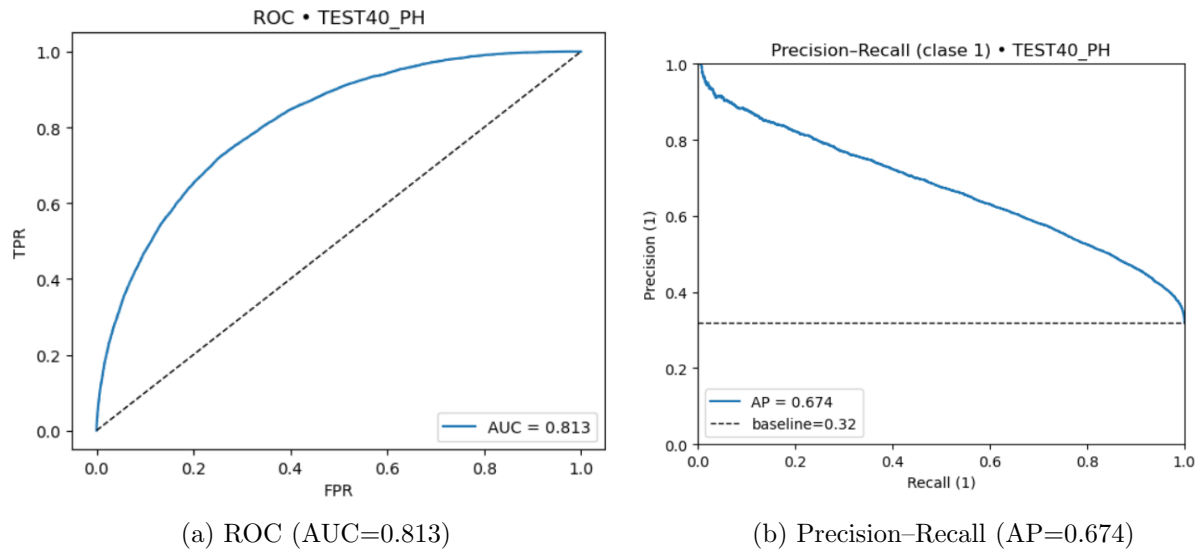 ROC • TEST40_PH
1.0
0.8
0.6
0.4
0.2
0.0
TPR
0.0 0.2 0.4 0.6 0.8 1.0
FPR
AUC = 0.813
(a) ROC (AUC=0.813)
Precision–Recall (clase 1) • TEST40_PH
1.0
0.8
0.6
0.4
0.2
0.0
Precision (1)
0.0 0.2 0.4 0.6 0.8 1.0
Recall (1)
AP = 0.674
baseline=0.32
(b) Precision–Recall (AP=0.674)